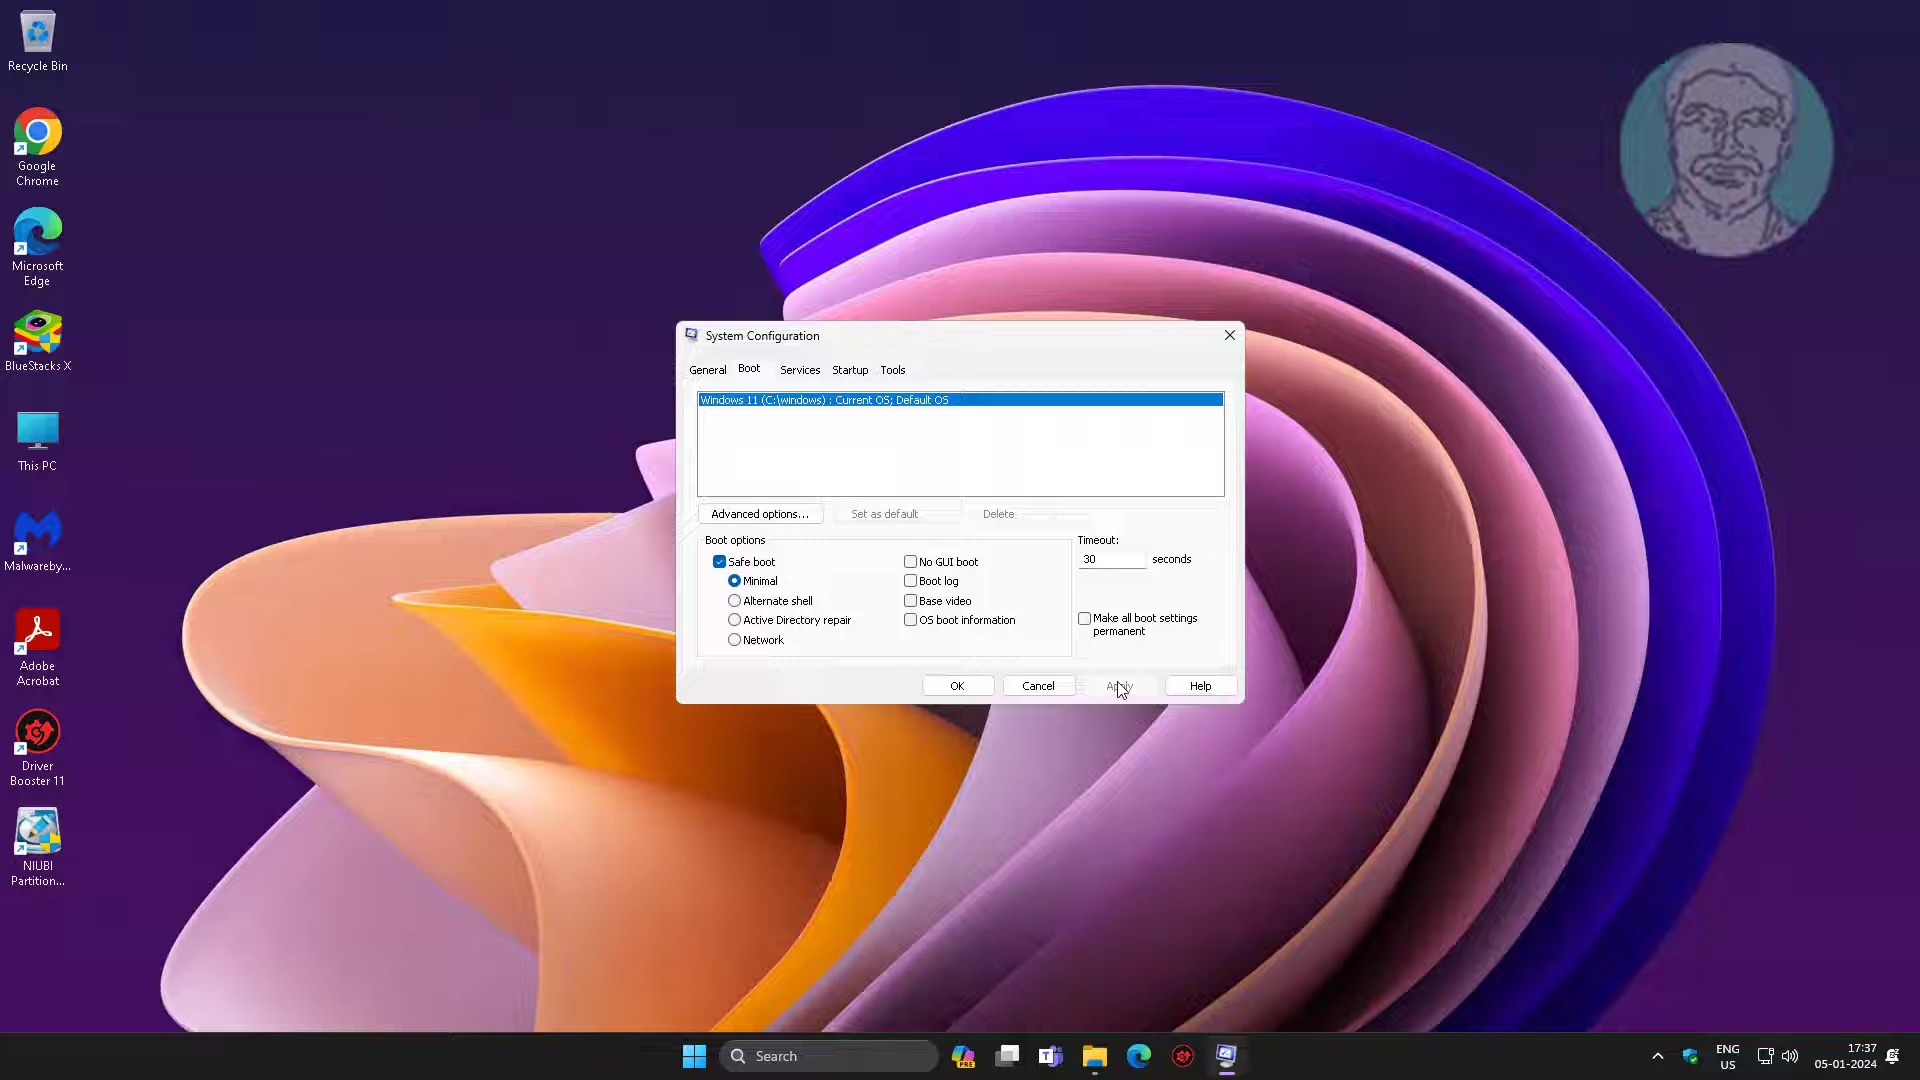 Recycle Bin
Google
Chrome
Microsoft
Edge
BlueStacks X
This PC
Malwareby...
Adobe
Acrobat
Driver
Booster 11
NIUBI
Partition...
System Configuration
General Boot Services Startup Tools
Windows 11 (C:\windows) : Current OS; Default OS
Advanced options... Set as default Delete
Boot options
Safe boot
Minimal
Alternate shell
Active Directory repair
Network
No GUI boot
Boot log
Base video
OS boot information
Timeout:
30 seconds
Make all boot settings
permanent
OK Cancel Apply Help
Search
PRE
ENG
US
17:37
05-01-2024